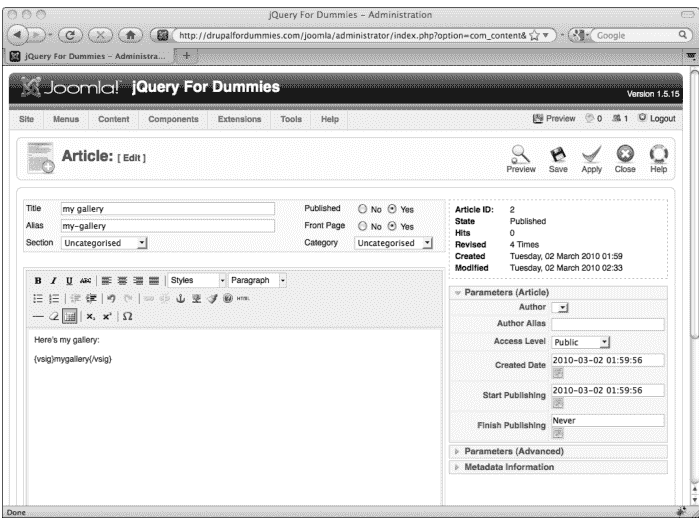 jQuery For Dummies – Administration
http://drupalfordummies.com/joomla/administrator/index.php?option=com_content& Google
jQuery For Dummies – Administra...
Joomla! jQuery For Dummies
Version 1.5.15
Site Menus Content Components Extensions Tools Help Preview 0 1 Logout
Article: [ Edit ]
Preview Save Apply Close Help
Title my gallery Published No Yes
Alias my-gallery Front Page No Yes
Section Uncategorised Category Uncategorised
Article ID: 2
State Published
Hits 0
Revised 4 Times
Created Tuesday, 02 March 2010 01:59
Modified Tuesday, 02 March 2010 02:33
B I U ABC Styles Paragraph
HTML
x, x² Ω
Here's my gallery:
{vsig}mygallery{/vsig}
Parameters (Article)
Author
Author Alias
Access Level Public
Created Date 2010-03-02 01:59:56
Start Publishing 2010-03-02 01:59:56
Finish Publishing Never
Parameters (Advanced)
Metadata Information
Done